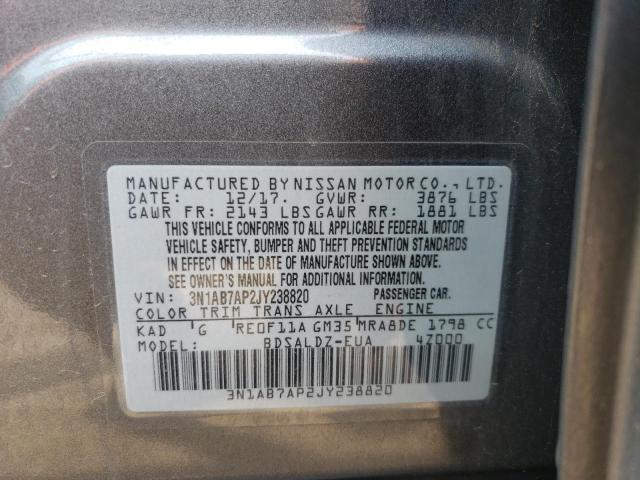 MANUFACTURED BY NISSAN MOTOR CO., LTD.
DATE: 12/17. GVWR: 3876 LBS
GAWR FR: 2143 LBS GAWR RR: 1881 LBS
THIS VEHICLE CONFORMS TO ALL APPLICABLE FEDERAL MOTOR
VEHICLE SAFETY, BUMPER AND THEFT PREVENTION STANDARDS
IN EFFECT ON THE DATE OF MANUFACTURE SHOWN ABOVE.
SEE OWNER'S MANUAL FOR ADDITIONAL INFORMATION.
VIN: 3N1AB7AP2JY238820 PASSENGER CAR.
COLOR TRIM TRANS AXLE ENGINE
KAD G RE0F11A GM35 MRA8DE 1798 CC
MODEL: BDSALDZ-EUA 4Z000
3N1AB7AP2JY238820